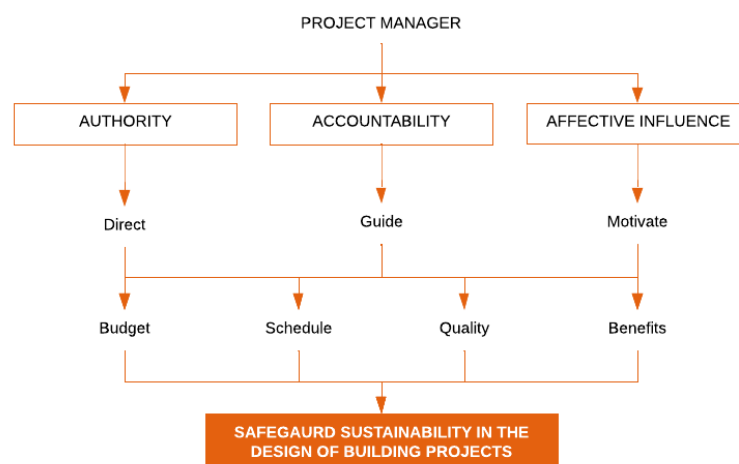 PROJECT MANAGER
AUTHORITY
ACCOUNTABILITY
AFFECTIVE INFLUENCE
Direct
Guide
Motivate
Budget
Schedule
Quality
Benefits
SAFEGAURD SUSTAINABILITY IN THE
DESIGN OF BUILDING PROJECTS